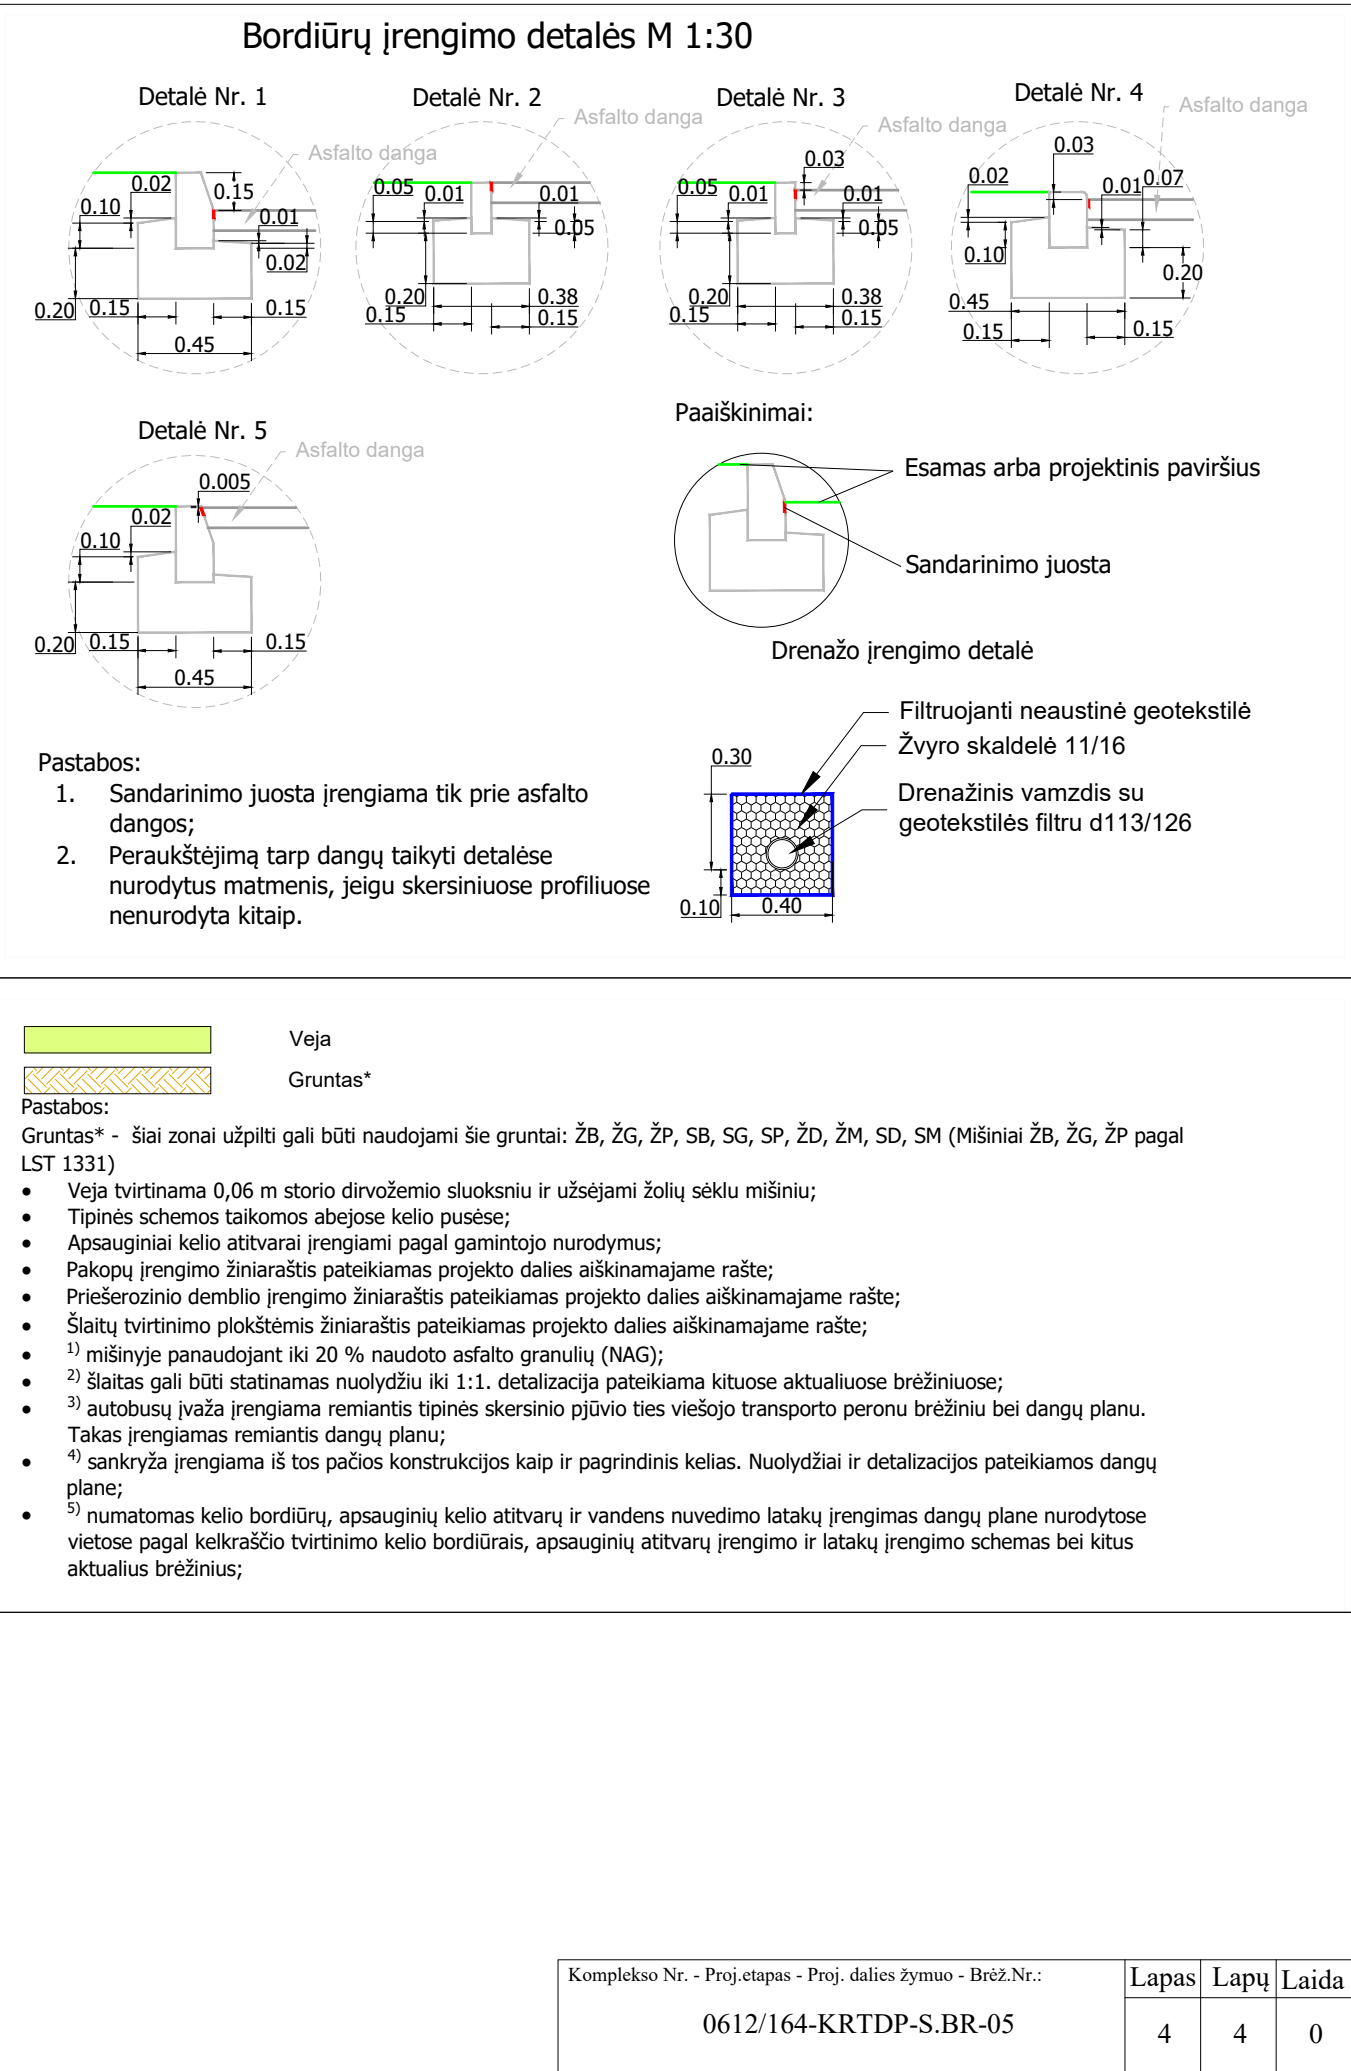 Bordiūrų įrengimo detalės M 1:30
Detalė Nr. 1
Asfalto danga
0.02
0.15
0.10
0.01
0.02
0.20
0.15
0.15
0.45
Detalė Nr. 2
Asfalto danga
0.05
0.01
0.01
0.05
0.20
0.38
0.15
0.15
Detalė Nr. 3
Asfalto danga
0.03
0.05
0.01
0.01
0.05
0.20
0.38
0.15
0.15
Detalė Nr. 4
Asfalto danga
0.03
0.02
0.01
0.07
0.10
0.20
0.45
0.15
0.15
Detalė Nr. 5
Asfalto danga
0.005
0.02
0.10
0.20
0.15
0.15
0.45
Paaiškinimai:
Esamas arba projektinis paviršius
Sandarinimo juosta
Drenažo įrengimo detalė
Filtruojanti neaustinė geotekstilė
Žvyro skaldelė 11/16
Drenažinis vamzdis su
geotekstilės filtru d113/126
0.30
0.10
0.40
Pastabos:
1. Sandarinimo juosta įrengiama tik prie asfalto
dangos;
2. Peraukštėjimą tarp dangų taikyti detalėse
nurodytus matmenis, jeigu skersiniuose profiliuose
nenurodyta kitaip.
Veja
Gruntas*
Pastabos:
Gruntas* - šiai zonai užpilti gali būti naudojami šie gruntai: ŽB, ŽG, ŽP, SB, SG, SP, ŽD, ŽM, SD, SM (Mišiniai ŽB, ŽG, ŽP pagal
LST 1331)
• Veja tvirtinama 0,06 m storio dirvožemio sluoksniu ir užsėjami žolių sėklu mišiniu;
• Tipinės schemos taikomos abejose kelio pusėse;
• Apsauginiai kelio atitvarai įrengiami pagal gamintojo nurodymus;
• Pakopų įrengimo žiniaraštis pateikiamas projekto dalies aiškinamajame rašte;
• Priešerozinio demblio įrengimo žiniaraštis pateikiamas projekto dalies aiškinamajame rašte;
• Šlaitų tvirtinimo plokštėmis žiniaraštis pateikiamas projekto dalies aiškinamajame rašte;
• 1) mišinyje panaudojant iki 20 % naudoto asfalto granulių (NAG);
• 2) šlaitas gali būti statinamas nuolydžiu iki 1:1. detalizacija pateikiama kituose aktualiuose brėžiniuose;
• 3) autobusų įvaža įrengiama remiantis tipinės skersinio pjūvio ties viešojo transporto peronu brėžiniu bei dangų planu.
Takas įrengiamas remiantis dangų planu;
• 4) sankryža įrengiama iš tos pačios konstrukcijos kaip ir pagrindinis kelias. Nuolydžiai ir detalizacijos pateikiamos dangų
plane;
• 5) numatomas kelio bordiūrų, apsauginių kelio atitvarų ir vandens nuvedimo latakų įrengimas dangų plane nurodytose
vietose pagal kelkraščio tvirtinimo kelio bordiūrais, apsauginių atitvarų įrengimo ir latakų įrengimo schemas bei kitus
aktualius brėžinius;
Komplekso Nr. - Proj.etapas - Proj. dalies žymuo - Brėž.Nr.:
0612/164-KRTDP-S.BR-05
Lapas Lapų Laida
4 4 0